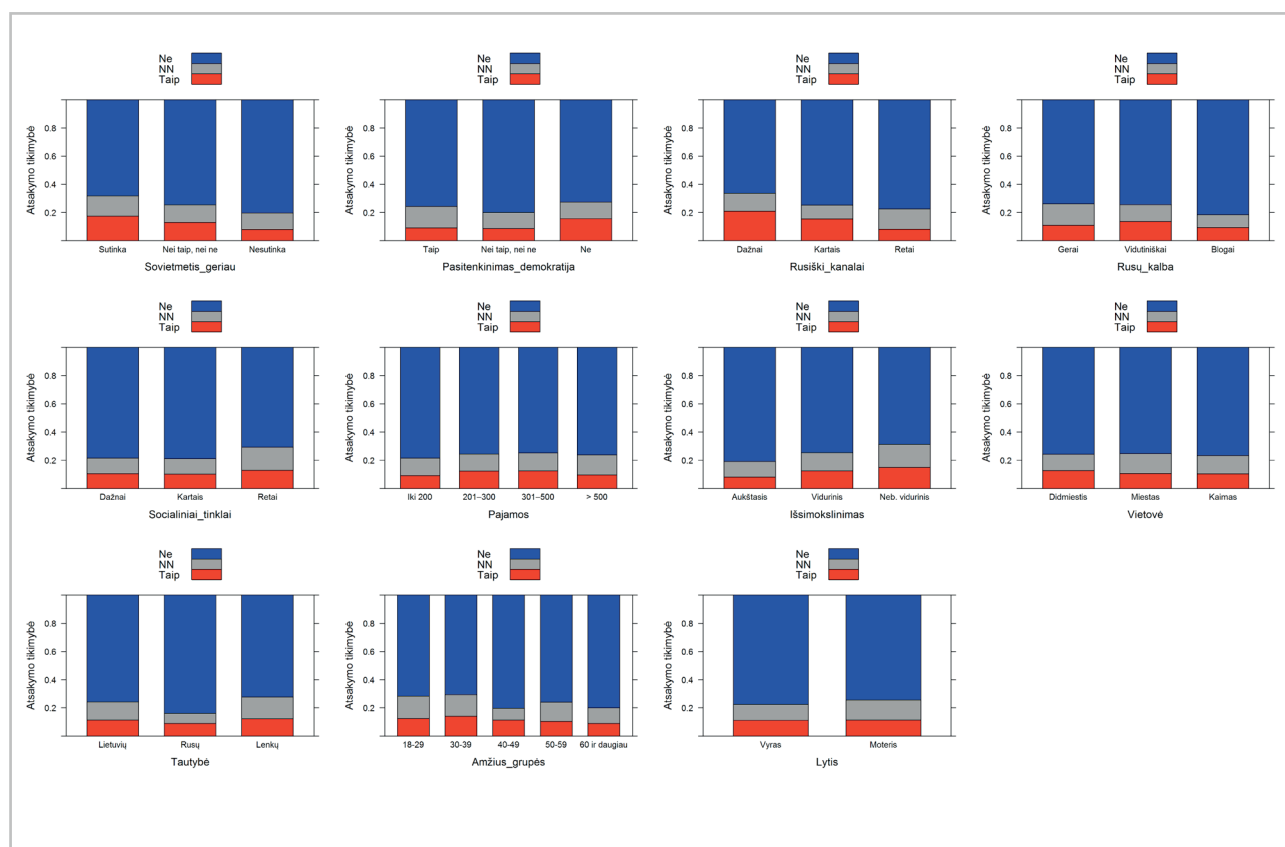 Ne
NN
Taip
Atsakymo tikimybė
0.8
0.6
0.4
0.2
Sutinka Nei taip, nei ne Nesutinka
Sovietmetis_geriau
Ne
NN
Taip
Atsakymo tikimybė
0.8
0.6
0.4
0.2
Taip Nei taip, nei ne Ne
Pasitenkinimas_demokratija
Ne
NN
Taip
Atsakymo tikimybė
0.8
0.6
0.4
0.2
Dažnai Kartais Retai
Rusiški_kanalai
Ne
NN
Taip
Atsakymo tikimybė
0.8
0.6
0.4
0.2
Gerai Vidutiniškai Blogai
Rusų_kalba
Ne
NN
Taip
Atsakymo tikimybė
0.8
0.6
0.4
0.2
Dažnai Kartais Retai
Socialiniai_tinklai
Ne
NN
Taip
Atsakymo tikimybė
0.8
0.6
0.4
0.2
Iki 200 201–300 301–500 > 500
Pajamos
Ne
NN
Taip
Atsakymo tikimybė
0.8
0.6
0.4
0.2
Aukštasis Vidurinis Neb. vidurinis
Išsimokslinimas
Ne
NN
Taip
Atsakymo tikimybė
0.8
0.6
0.4
0.2
Didmiestis Miestas Kaimas
Vietovė
Ne
NN
Taip
Atsakymo tikimybė
0.8
0.6
0.4
0.2
Lietuvių Rusų Lenkų
Tautybė
Ne
NN
Taip
Atsakymo tikimybė
0.8
0.6
0.4
0.2
18-29 30-39 40-49 50-59 60 ir daugiau
Amžius_grupės
Ne
NN
Taip
Atsakymo tikimybė
0.8
0.6
0.4
0.2
Vyras Moteris
Lytis